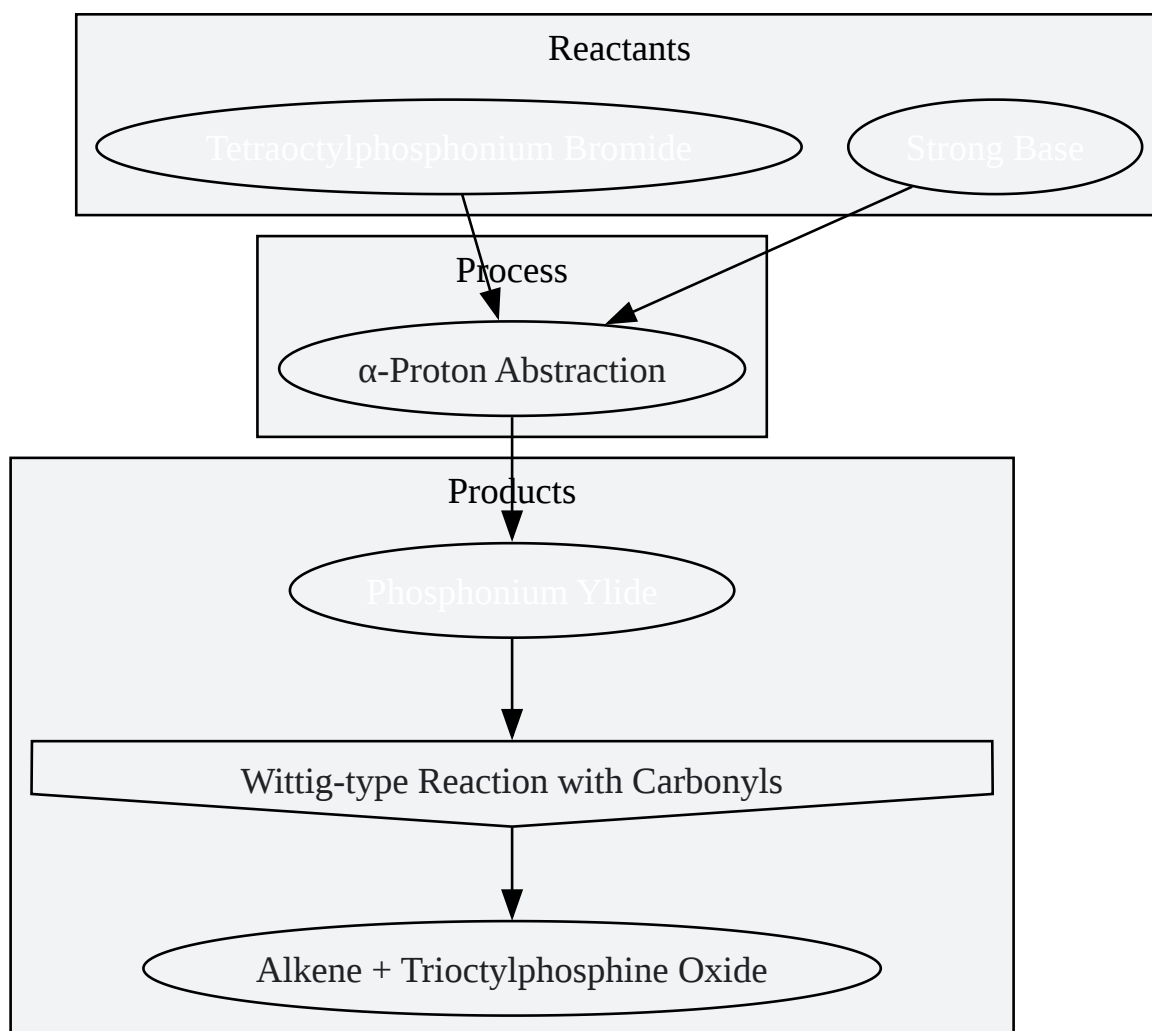 Reactants
Tetraoctylphosphonium Bromide
Strong Base
Process
α-Proton Abstraction
Products
Phosphonium Ylide
Wittig-type Reaction with Carbonyls
Alkene + Trioctylphosphine Oxide